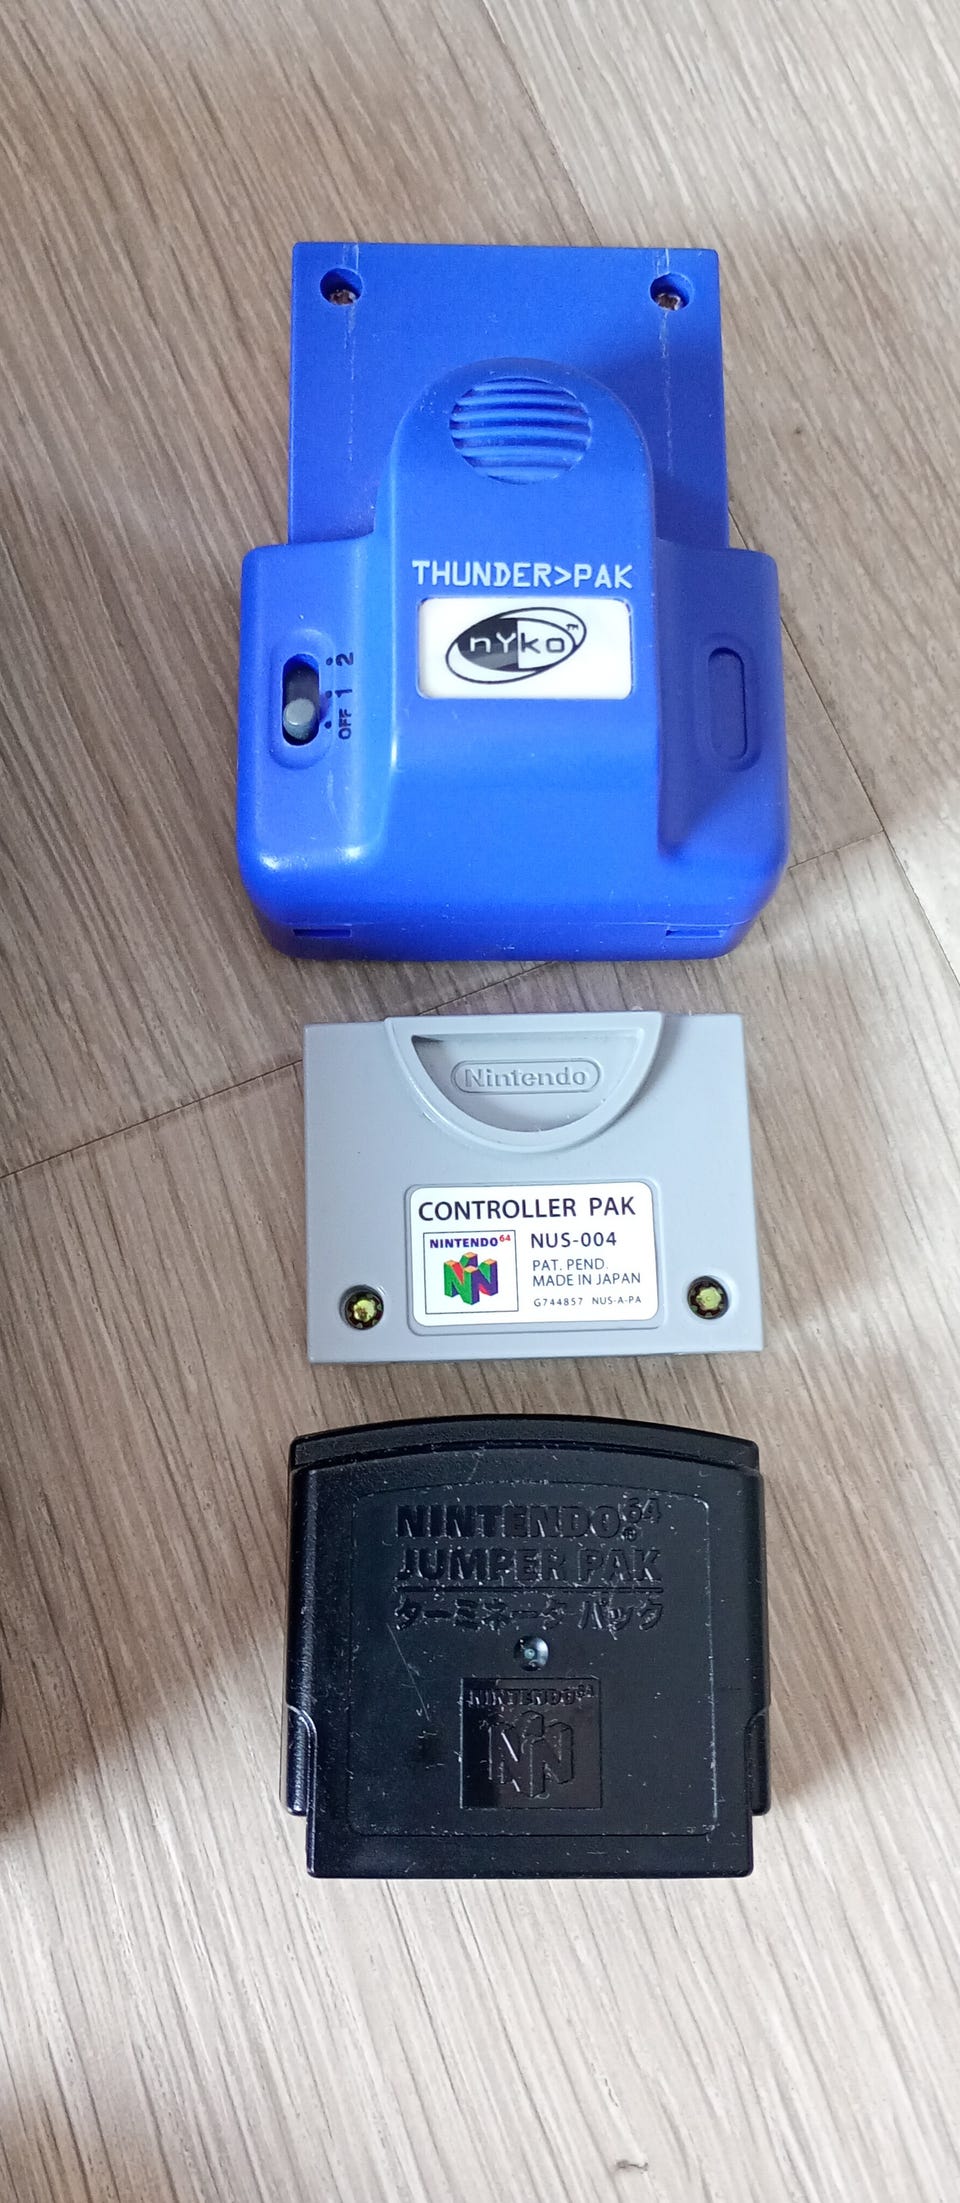 THUNDER>PAK
nyko™
OFF 1 2
Nintendo
CONTROLLER PAK
NINTENDO64
NUS-004
PAT. PEND.
MADE IN JAPAN
G744857 NUS-A-PA
NINTENDO64®
JUMPER PAK
ターミネータパック
NINTENDO64